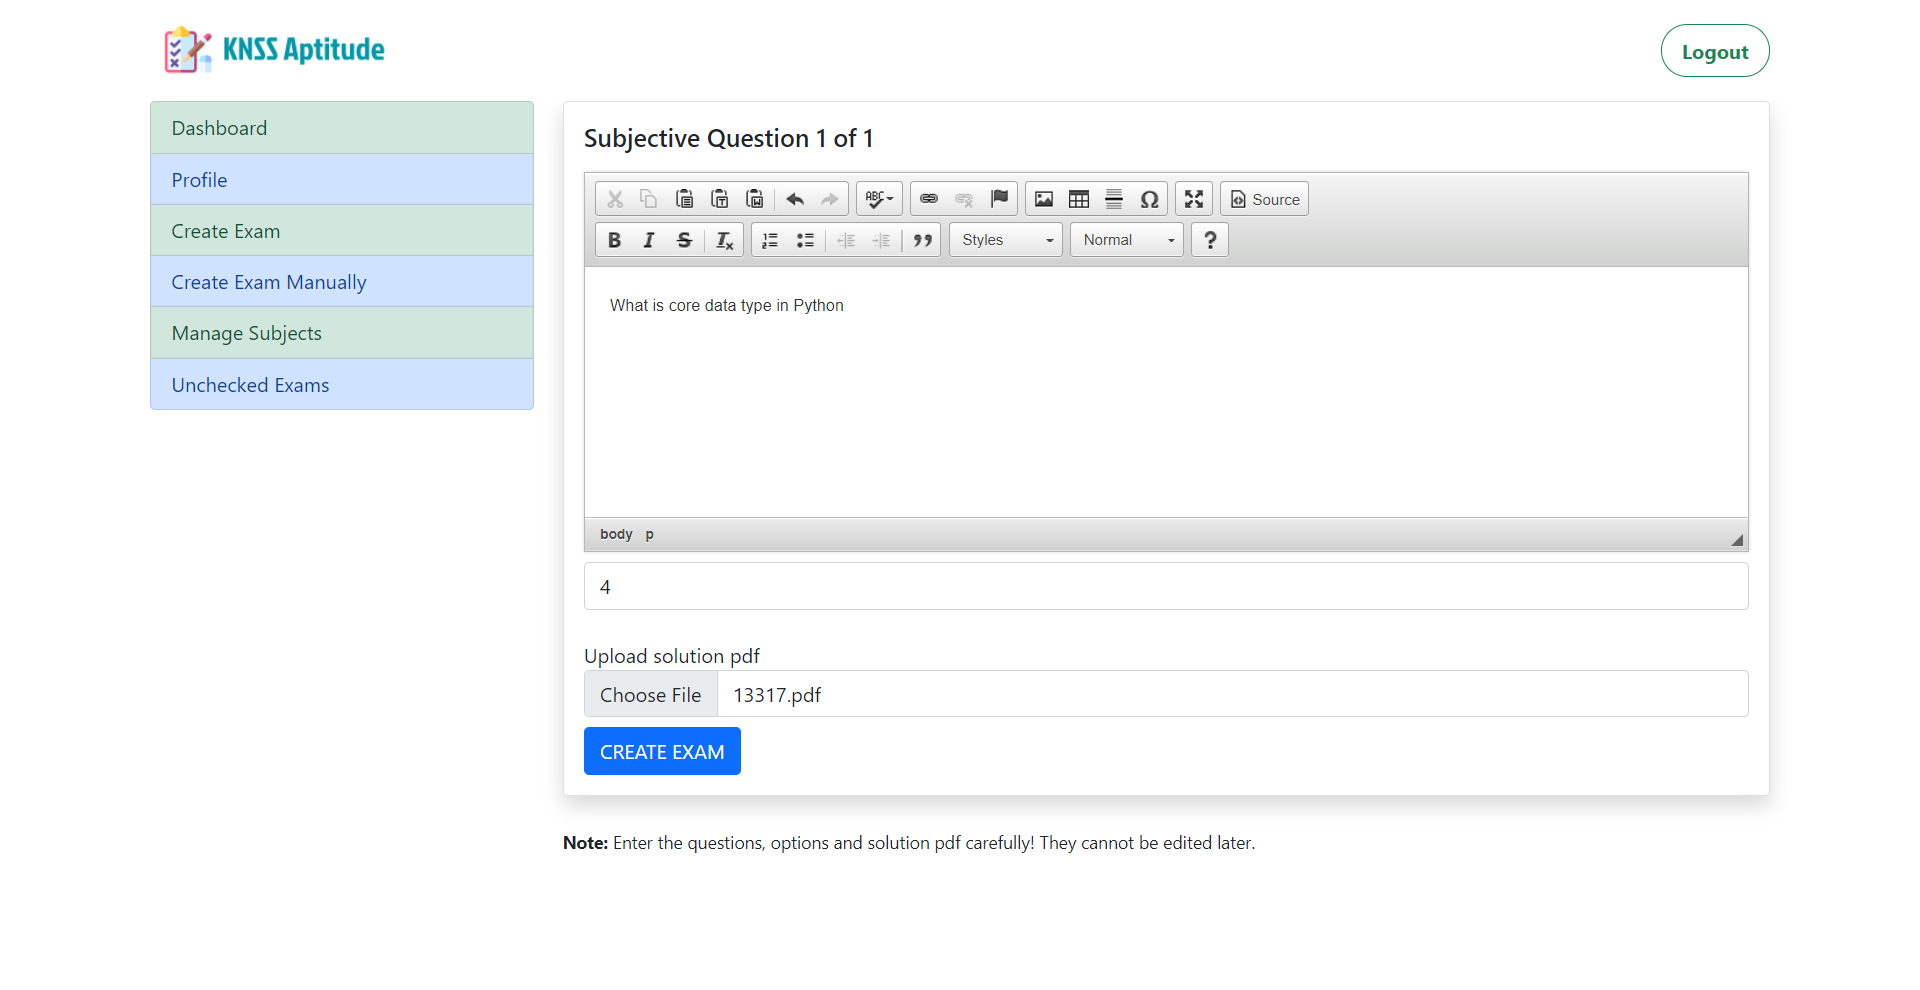 KNSS Aptitude
Logout
Dashboard
Profile
Create Exam
Create Exam Manually
Manage Subjects
Unchecked Exams
Subjective Question 1 of 1
ABC Ω Source
B I S Tx Styles Normal ?
What is core data type in Python
body p
4
Upload solution pdf
Choose File 13317.pdf
CREATE EXAM
Note: Enter the questions, options and solution pdf carefully! They cannot be edited later.